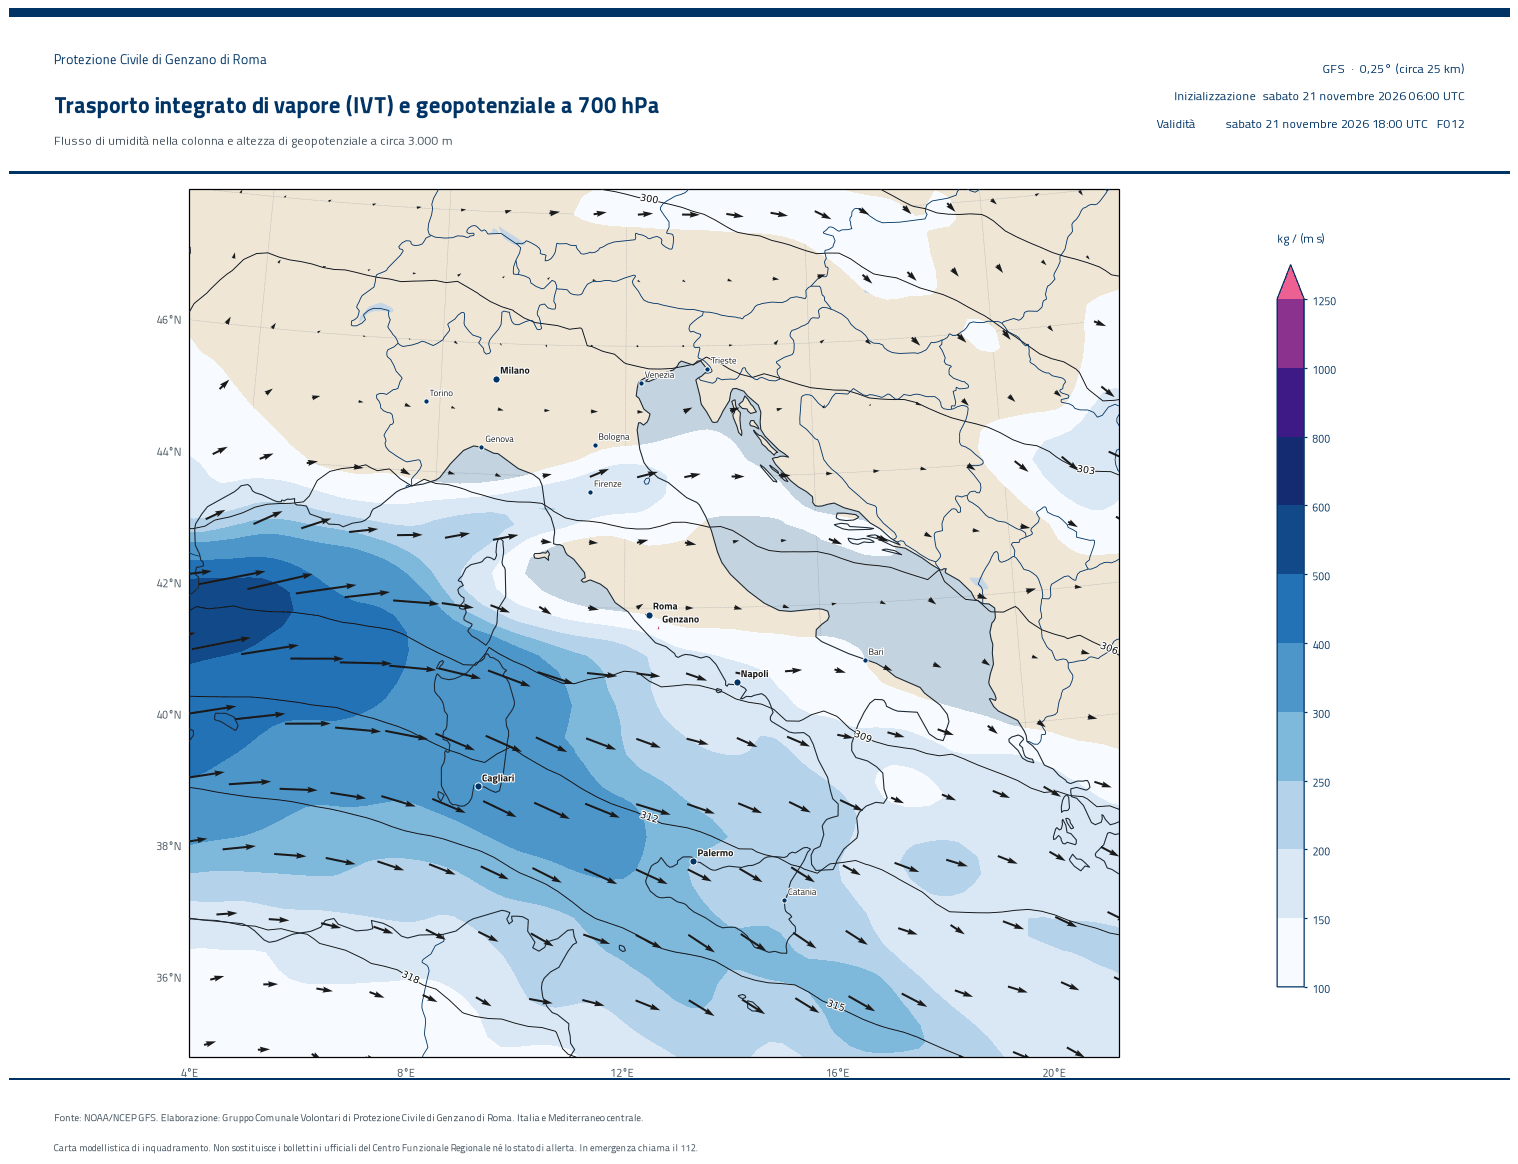 Protezione Civile di Genzano di Roma
Trasporto integrato di vapore (IVT) e geopotenziale a 700 hPa
Flusso di umidità nella colonna e altezza di geopotenziale a circa 3.000 m
GFS · 0,25° (circa 25 km)
Inizializzazione sabato 21 novembre 2026 06:00 UTC
Validità sabato 21 novembre 2026 18:00 UTC F012
kg / (m s)
1250
1000
800
600
500
400
300
250
200
150
100
46°N
44°N
42°N
40°N
38°N
36°N
4°E
8°E
12°E
16°E
20°E
300
Trieste
Venezia
Milano
Torino
Genova
Bologna
Firenze
303
Roma
Genzano
Bari
306
Napoli
309
Cagliari
312
Palermo
Catania
318
315
Fonte: NOAA/NCEP GFS. Elaborazione: Gruppo Comunale Volontari di Protezione Civile di Genzano di Roma. Italia e Mediterraneo centrale.
Carta modellistica di inquadramento. Non sostituisce i bollettini ufficiali del Centro Funzionale Regionale né lo stato di allerta. In emergenza chiama il 112.